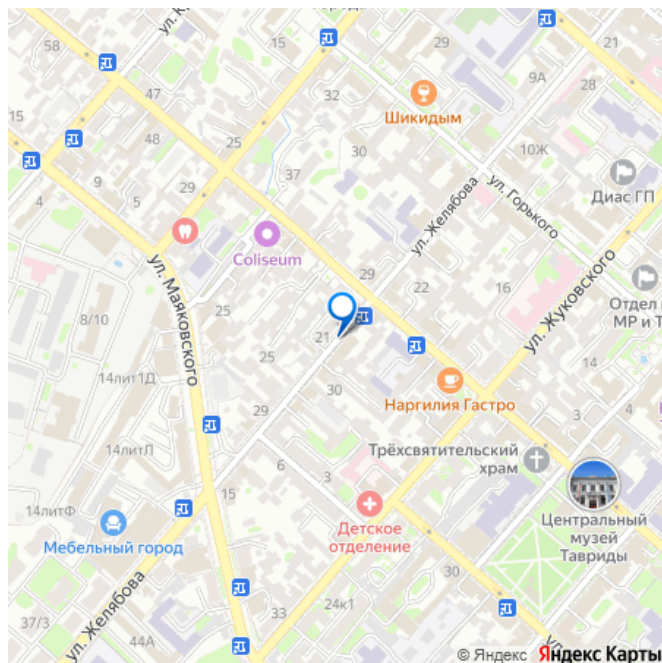 58
ул. К
15
21
47
32
9А
28
Шикидым
15
48
25
30
10Ж
9
5
29
37
Диас ГП
4
ул. Желябова
ул. Горького
Coliseum
29
22
16
ул. Жуковского
Отдел
МР и Т
ул. Маяковского
8/10
25
21
25
14лит1Д
30
Наргилия Гастро
3
4
29
14литЛ
Трёхсвятительский
храм
6
3
15
14литФ
Детское
отделение
Центральный
музей
Тавриды
Мебельный город
30
24к1
33
37/3
ул. Желябова
44А
ул.
© Яндекс Яндекс Карты